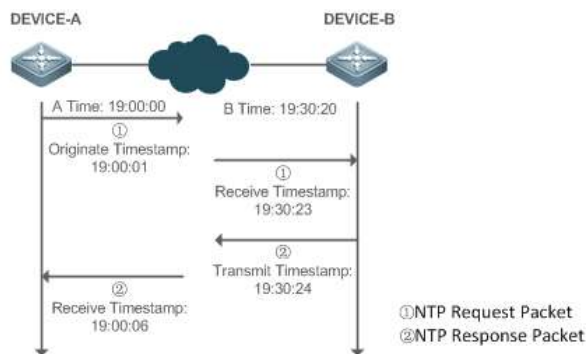 DEVICE-A
DEVICE-B
A Time: 19:00:00
B Time: 19:30:20
①
Originate Timestamp:
19:00:01
①
Receive Timestamp:
19:30:23
②
Transmit Timestamp:
19:30:24
②
Receive Timestamp:
19:00:06
①NTP Request Packet
②NTP Response Packet